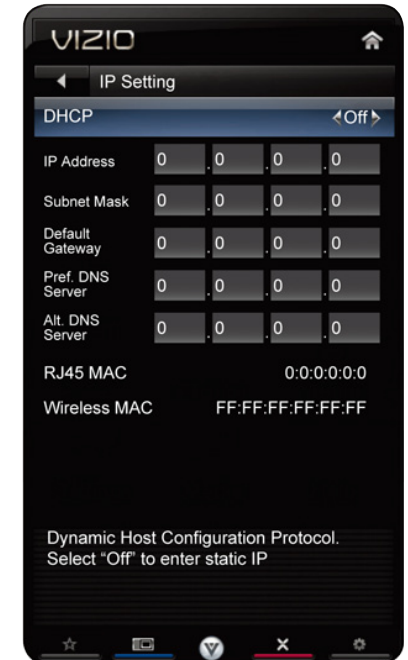 VIZIO
IP Setting
DHCP Off
IP Address 0 . 0 . 0 . 0
Subnet Mask 0 . 0 . 0 . 0
Default
Gateway 0 . 0 . 0 . 0
Pref. DNS
Server 0 . 0 . 0 . 0
Alt. DNS
Server 0 . 0 . 0 . 0
RJ45 MAC 0:0:0:0:0:0
Wireless MAC FF:FF:FF:FF:FF:FF
Dynamic Host Configuration Protocol.
Select “Off” to enter static IP
V